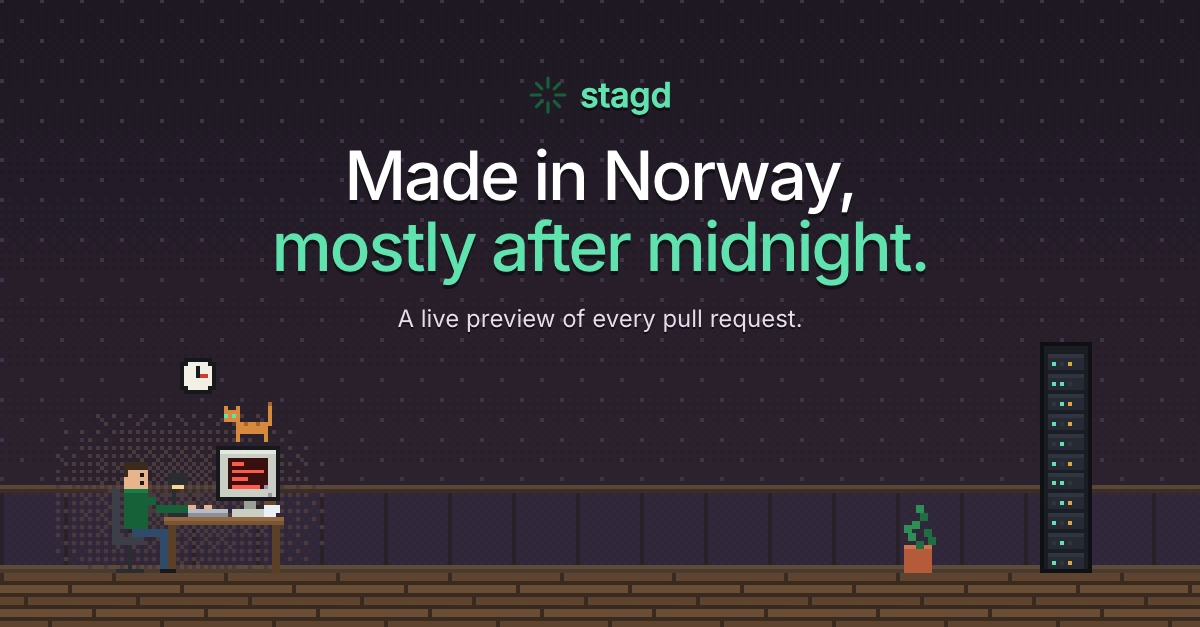 stagd
Made in Norway,
mostly after midnight.
A live preview of every pull request.